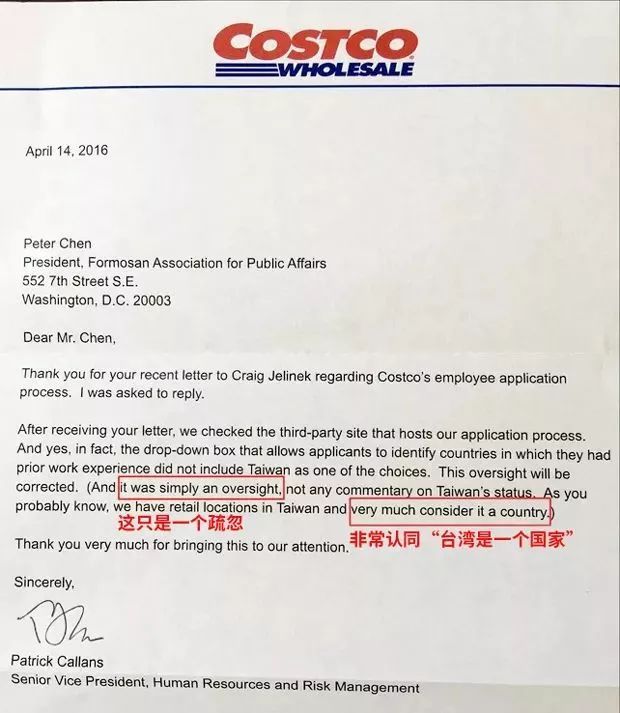 COSTCO
WHOLESALE
April 14, 2016
Peter Chen
President, Formosan Association for Public Affairs
552 7th Street S.E.
Washington, D.C. 20003
Dear Mr. Chen,
Thank you for your recent letter to Craig Jelinek regarding Costco's employee application
process. I was asked to reply.
After receiving your letter, we checked the third-party site that hosts our application process.
And yes, in fact, the drop-down box that allows applicants to identify countries in which they had
prior work experience did not include Taiwan as one of the choices. This oversight will be
corrected. (And it was simply an oversight, not any commentary on Taiwan's status. As you
probably know, we have retail locations in Taiwan and very much consider it a country.)
这只是一个疏忽
非常认同“台湾是一个国家”
Thank you very much for bringing this to our attention.
Sincerely,
Patrick Callans
Senior Vice President, Human Resources and Risk Management